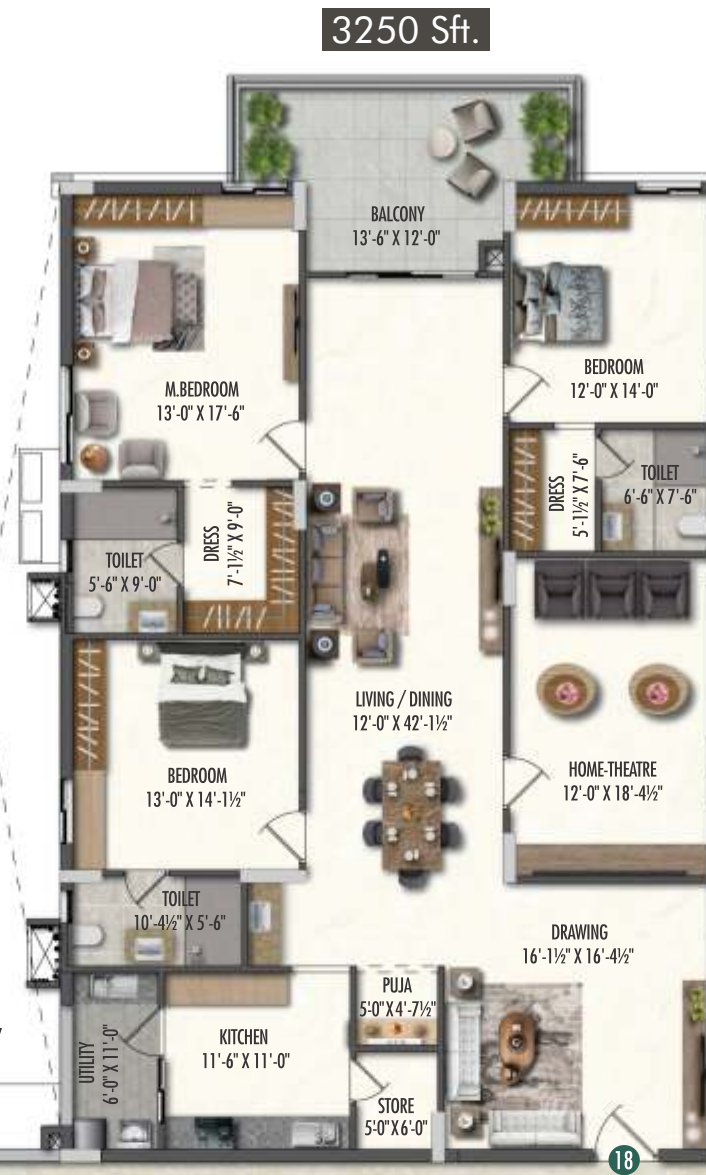 3250 Sft.
BALCONY
13'-6" X 12'-0"
M.BEDROOM
13'-0" X 17'-6"
BEDROOM
12'-0" X 14'-0"
DRESS
5'-1½" X 7'-6"
TOILET
6'-6" X 7'-6"
TOILET
5'-6" X 9'-0"
DRESS
7'-1½" X 9'-0"
LIVING / DINING
12'-0" X 42'-1½"
BEDROOM
13'-0" X 14'-1½"
HOME-THEATRE
12'-0" X 18'-4½"
TOILET
10'-4½" X 5'-6"
DRAWING
16'-1½" X 16'-4½"
PUJA
5'-0" X 4'-7½"
UTILITY
6'-0" X 11'-0"
KITCHEN
11'-6" X 11'-0"
STORE
5'-0" X 6'-0"
18